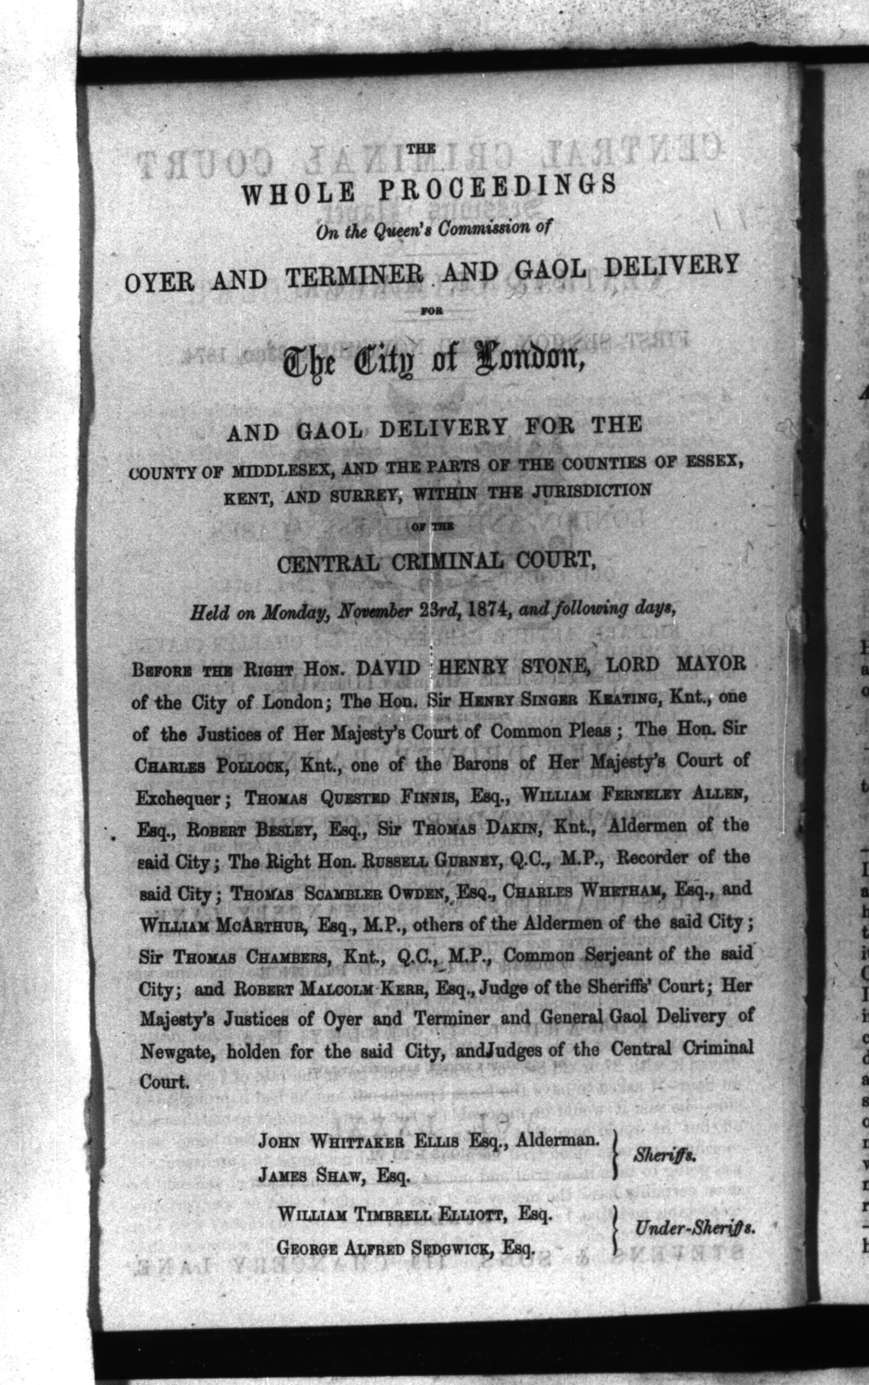 THE
WHOLE PROCEEDINGS
On the Queen's Commission of
OYER AND TERMINER AND GAOL DELIVERY
FOR
The City of London,
AND GAOL DELIVERY FOR THE
COUNTY OF MIDDLESEX, AND THE PARTS OF THE COUNTIES OF ESSEX,
KENT, AND SURREY, WITHIN THE JURISDICTION
OF THE
CENTRAL CRIMINAL COURT,
Held on Monday, November 23rd, 1874, and following days,
BEFORE THE RIGHT HON. DAVID HENRY STONE, LORD MAYOR
of the City of London; The Hon. Sir HENRY SINGER KEATING, Knt., one
of the Justices of Her Majesty's Court of Common Pleas; The Hon. Sir
CHARLES POLLOCK, Knt., one of the Barons of Her Majesty's Court of
Exchequer; THOMAS QUESTED FINNIS, Esq., WILLIAM FERNELEY ALLEN,
Esq., ROBERT BESLEY, Esq., Sir THOMAS DAKIN, Knt., Aldermen of the
said City; The Right Hon. RUSSELL GURNEY, Q.C., M.P., Recorder of the
said City; THOMAS SCAMBLER OWDEN, ESQ., CHARLES WHETHAM, Esq., and
WILLIAM MCARTHUR, Esq., M.P., others of the Aldermen of the said City;
Sir THOMAS CHAMBERS, Knt., Q.C., M.P., Common Serjeant of the said
City; and ROBERT MALCOLM KERR, Esq., Judge of the Sheriffs' Court; Her
Majesty's Justices of Oyer and Terminer and General Gaol Delivery of
Newgate, holden for the said City, andJudges of the Central Criminal
Court.
JOHN WHITTAKER ELLIS Esq., Alderman.
JAMES SHAW, Esq.
Sheriffs.
WILLIAM TIMBRELL ELLIOTT, Esq.
GEORGE ALFRED SEDGWICK, Esq.
Under-Sheriffs.